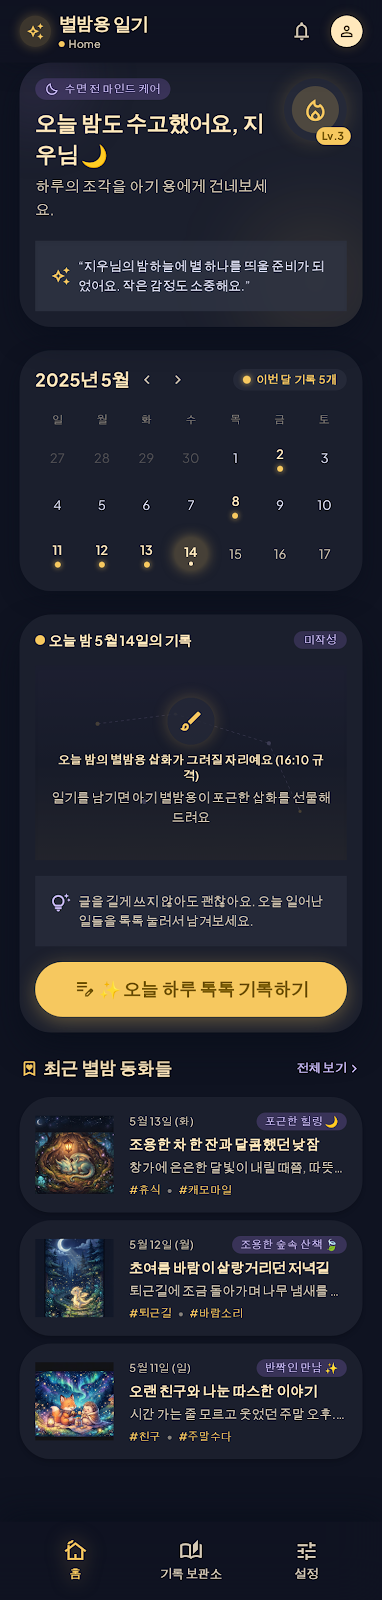 별밤용 일기
Home
수면 전 마인드 케어
오늘 밤도 수고했어요, 지
우님🌙
Lv.3
하루의 조각을 아기 용에게 건네보세
요.
“지우님의 밤하늘에 별 하나를 띄울 준비가 되
었어요. 작은 감정도 소중해요.”
2025년 5월
이번 달 기록 5개
일 월 화 수 목 금 토
27 28 29 30 1 2 3
4 5 6 7 8 9 10
11 12 13 14 15 16 17
오늘 밤 5월 14일의 기록
미작성
오늘 밤의 별밤용 삽화가 그려질 자리예요 (16:10 규
격)
일기를 남기면 아기 별밤용이 포근한 삽화를 선물해
드려요
글을 길게 쓰지 않아도 괜찮아요. 오늘 일어난
일들을 톡톡 눌러서 남겨보세요.
✨ 오늘 하루 톡톡 기록하기
최근 별밤 동화들
전체 보기
5월 13일 (화)
포근한 힐링 🌙
조용한 차 한 잔과 달콤했던 낮잠
창가에 은은한 달빛이 내릴 때쯤, 따뜻...
#휴식 • #캐모마일
5월 12일 (월)
조용한 숲속 산책 🍃
초여름 바람이 살랑거리던 저녁길
퇴근길에 조금 돌아가며 나무 냄새를 ...
#퇴근길 • #바람소리
5월 11일 (일)
반짝인 만남 ✨
오랜 친구와 나눈 따스한 이야기
시간 가는 줄 모르고 웃었던 주말 오후....
#친구 • #주말수다
홈
기록 보관소
설정